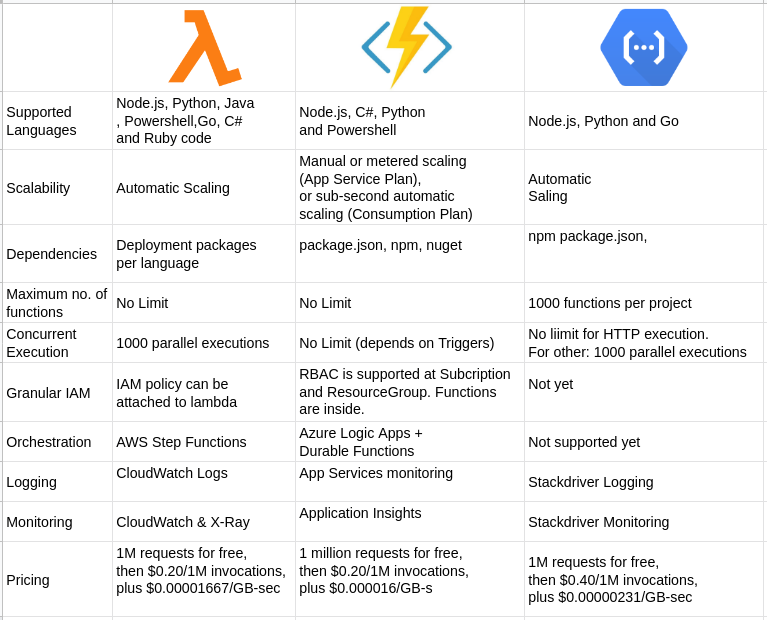 Supported
Languages
Node.js, Python, Java
, Powershell,Go, C#
and Ruby code
Node.js, C#, Python
and Powershell
Node.js, Python and Go
Scalability
Automatic Scaling
Manual or metered scaling
(App Service Plan),
or sub-second automatic
scaling (Consumption Plan)
Automatic
Saling
Dependencies
Deployment packages
per language
package.json, npm, nuget
npm package.json,
Maximum no. of
functions
No Limit
No Limit
1000 functions per project
Concurrent
Execution
1000 parallel executions
No Limit (depends on Triggers)
No liimit for HTTP execution.
For other: 1000 parallel executions
Granular IAM
IAM policy can be
attached to lambda
RBAC is supported at Subcription
and ResourceGroup. Functions
are inside.
Not yet
Orchestration
AWS Step Functions
Azure Logic Apps +
Durable Functions
Not supported yet
Logging
CloudWatch Logs
App Services monitoring
Stackdriver Logging
Monitoring
CloudWatch & X-Ray
Application Insights
Stackdriver Monitoring
Pricing
1M requests for free,
then $0.20/1M invocations,
plus $0.00001667/GB-sec
1 million requests for free,
then $0.20/1M invocations,
plus $0.000016/GB-s
1M requests for free,
then $0.40/1M invocations,
plus $0.00000231/GB-sec